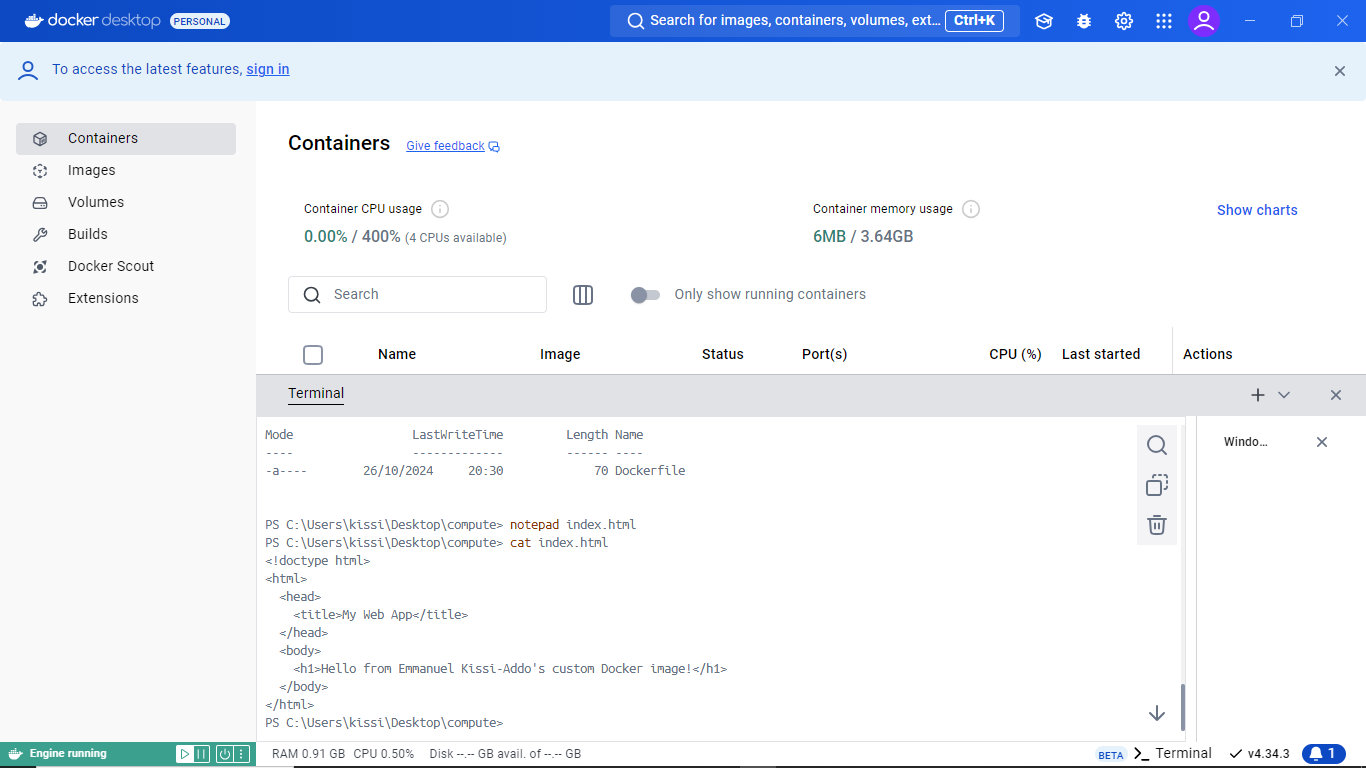 docker desktop PERSONAL
Search for images, containers, volumes, ext... Ctrl+K
To access the latest features, sign in
Containers
Images
Volumes
Builds
Docker Scout
Extensions
Containers Give feedback
Container CPU usage
0.00% / 400% (4 CPUs available)
Container memory usage
6MB / 3.64GB
Show charts
Search
Only show running containers
Name Image Status Port(s) CPU (%) Last started Actions
Terminal
Mode LastWriteTime Length Name
---- ------------- ------ ----
-a---- 26/10/2024 20:30 70 Dockerfile
PS C:\Users\kissi\Desktop\compute> notepad index.html
PS C:\Users\kissi\Desktop\compute> cat index.html
<!doctype html>
<html>
  <head>
    <title>My Web App</title>
  </head>
  <body>
    <h1>Hello from Emmanuel Kissi-Addo's custom Docker image!</h1>
  </body>
</html>
PS C:\Users\kissi\Desktop\compute>
Windo...
Engine running
RAM 0.91 GB CPU 0.50% Disk --.-- GB avail. of --.-- GB
BETA >_ Terminal v4.34.3 1